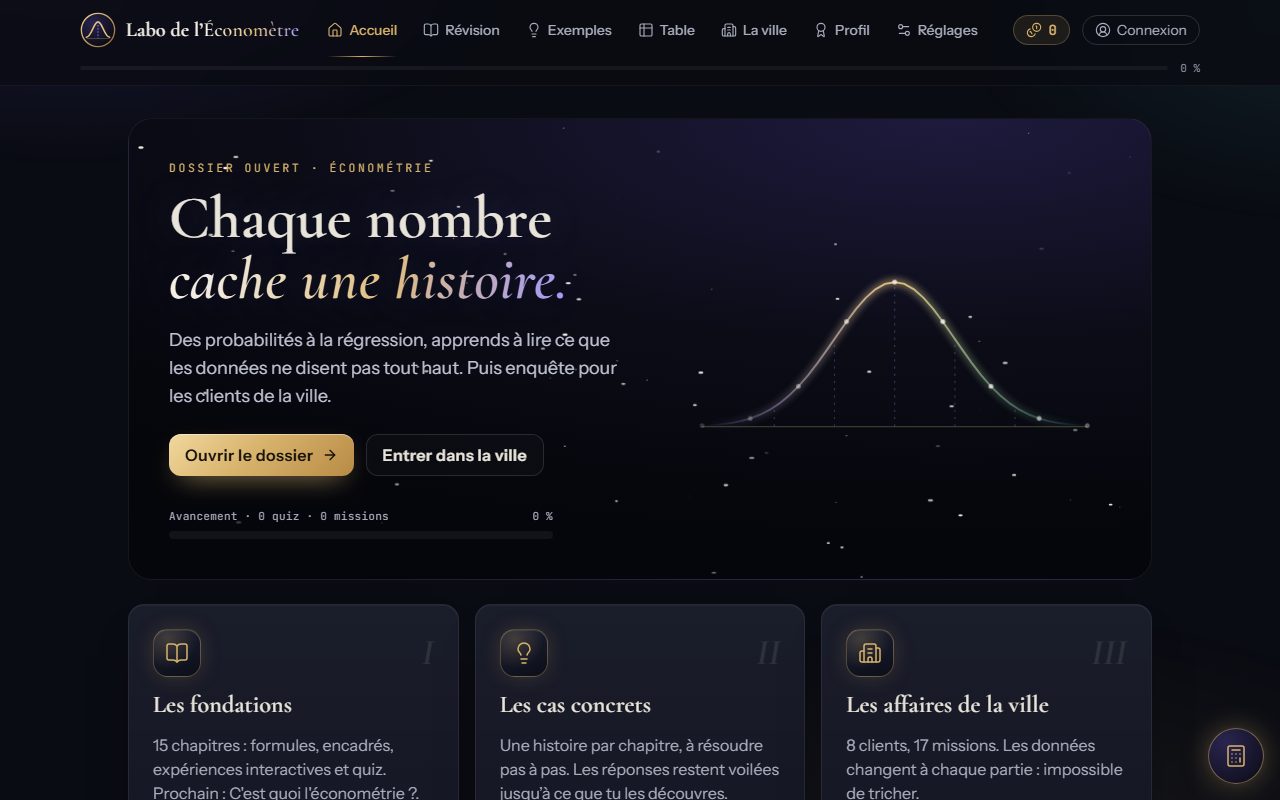 Labo de l’Économètre
Accueil
Révision
Exemples
Table
La ville
Profil
Réglages
0
Connexion
0 %
DOSSIER OUVERT · ÉCONOMÉTRIE
Chaque nombre
cache une histoire.
Des probabilités à la régression, apprends à lire ce que
les données ne disent pas tout haut. Puis enquête pour
les clients de la ville.
Ouvrir le dossier →
Entrer dans la ville
Avancement · 0 quiz · 0 missions
0 %
I
Les fondations
15 chapitres : formules, encadrés,
expériences interactives et quiz.
Prochain : C’est quoi l’économétrie ?.
II
Les cas concrets
Une histoire par chapitre, à résoudre
pas à pas. Les réponses restent voilées
jusqu’à ce que tu les découvres.
III
Les affaires de la ville
8 clients, 17 missions. Les données
changent à chaque partie : impossible
de tricher.